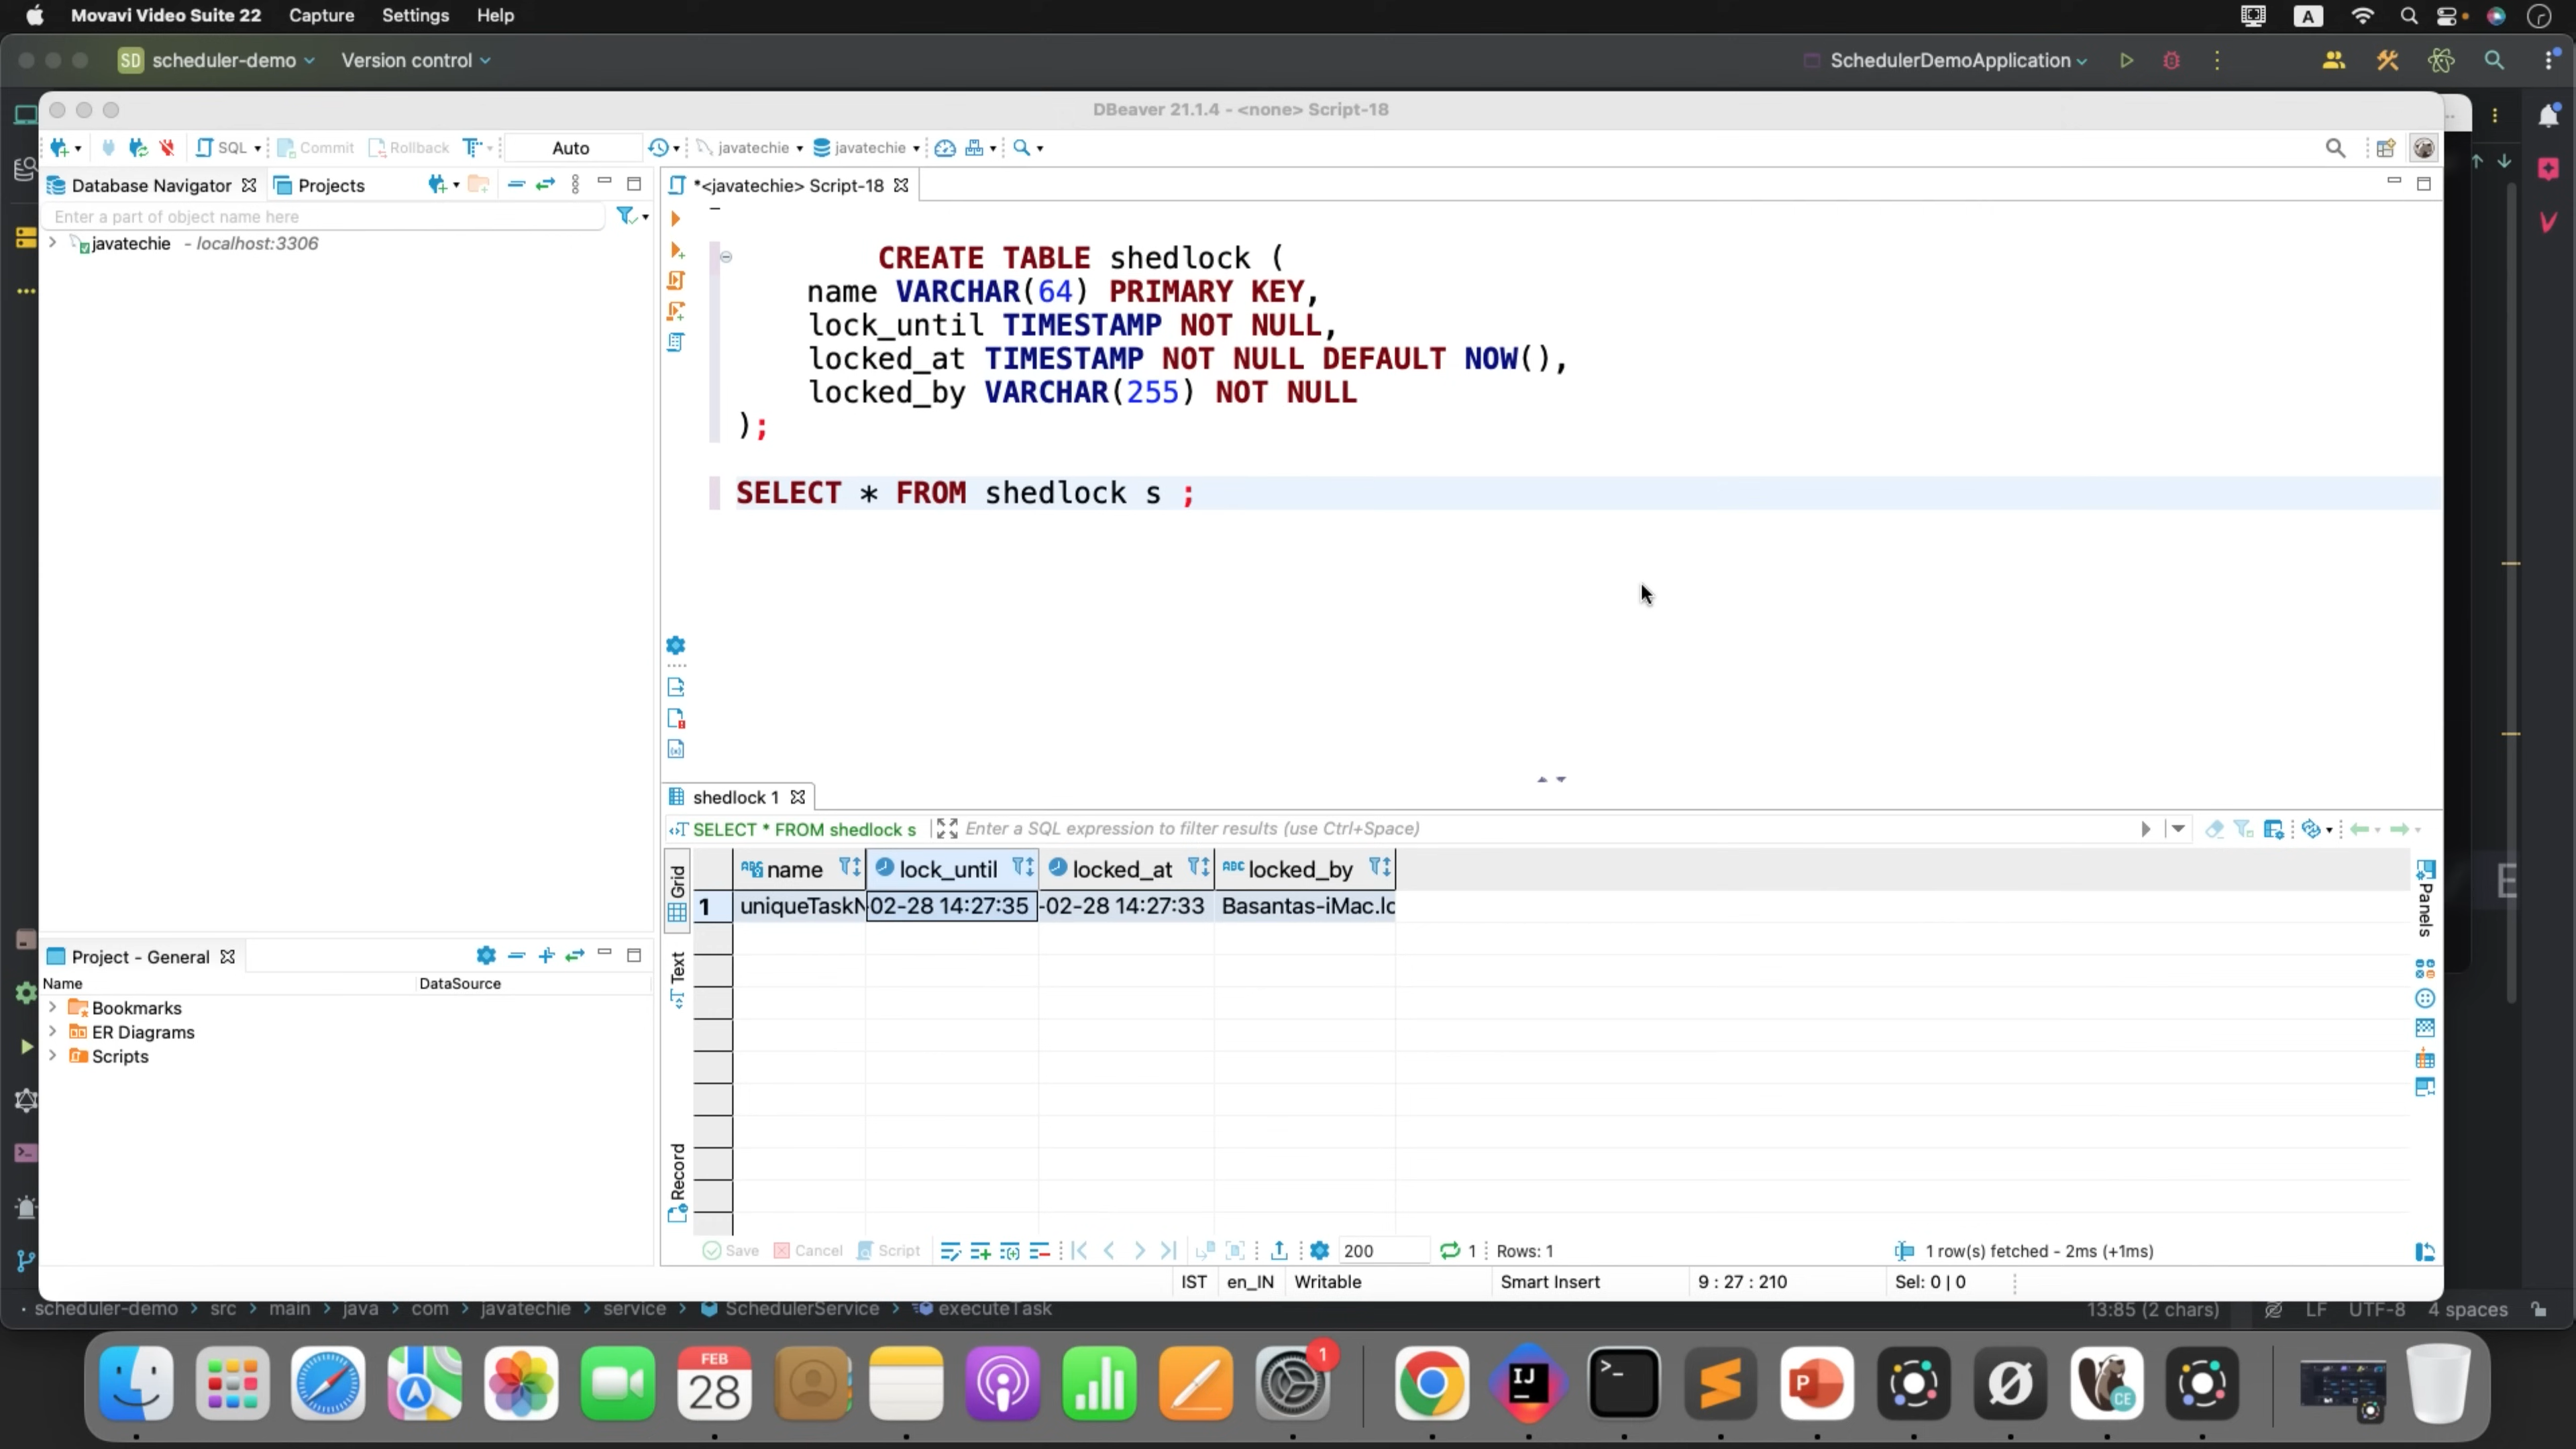 Movavi Video Suite 22 Capture Settings Help
A
SD scheduler-demo Version control SchedulerDemoApplication
DBeaver 21.1.4 - <none> Script-18
SQL Commit Rollback Auto javatechie javatechie
Database Navigator Projects
*<javatechie> Script-18
Enter a part of object name here
javatechie - localhost:3306
CREATE TABLE shedlock (
name VARCHAR(64) PRIMARY KEY,
lock_until TIMESTAMP NOT NULL,
locked_at TIMESTAMP NOT NULL DEFAULT NOW(),
locked_by VARCHAR(255) NOT NULL
);
SELECT * FROM shedlock s ;
shedlock 1
SELECT * FROM shedlock s Enter a SQL expression to filter results (use Ctrl+Space)
Grid
Text
Record
Panels
name lock_until locked_at locked_by
1 uniqueTaskN -02-28 14:27:35 -02-28 14:27:33 Basantas-iMac.lc
Project - General
Name DataSource
Bookmarks
ER Diagrams
Scripts
Save Cancel Script 200 1 Rows: 1 1 row(s) fetched - 2ms (+1ms)
IST en_IN Writable Smart Insert 9 : 27 : 210 Sel: 0 | 0
scheduler-demo > src > main > java > com > javatechie > service > SchedulerService > executeTask 13:85 (2 chars) LF UTF-8 4 spaces
FEB
28
1
IJ
P
CE